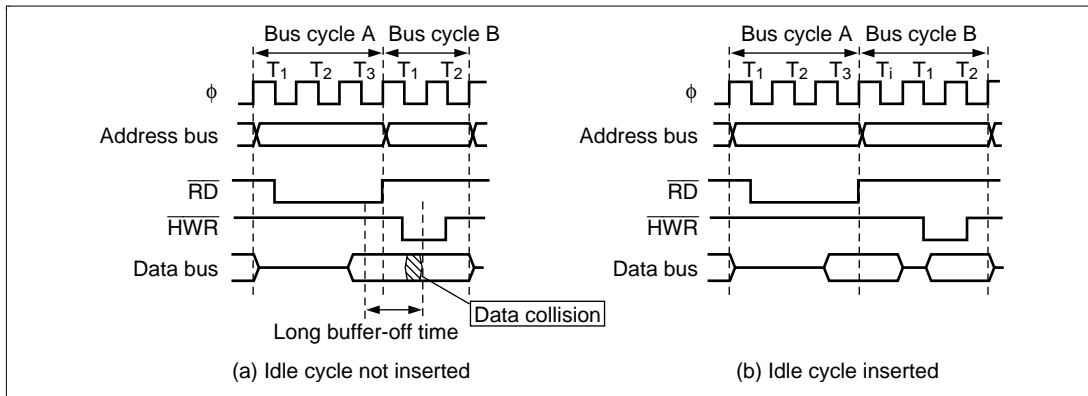 Bus cycle A Bus cycle B
T1 T2 T3 T1 T2
ϕ
Address bus
RD
HWR
Data bus
Long buffer-off time
Data collision
(a) Idle cycle not inserted
Bus cycle A Bus cycle B
T1 T2 T3 Ti T1 T2
ϕ
Address bus
RD
HWR
Data bus
(b) Idle cycle inserted